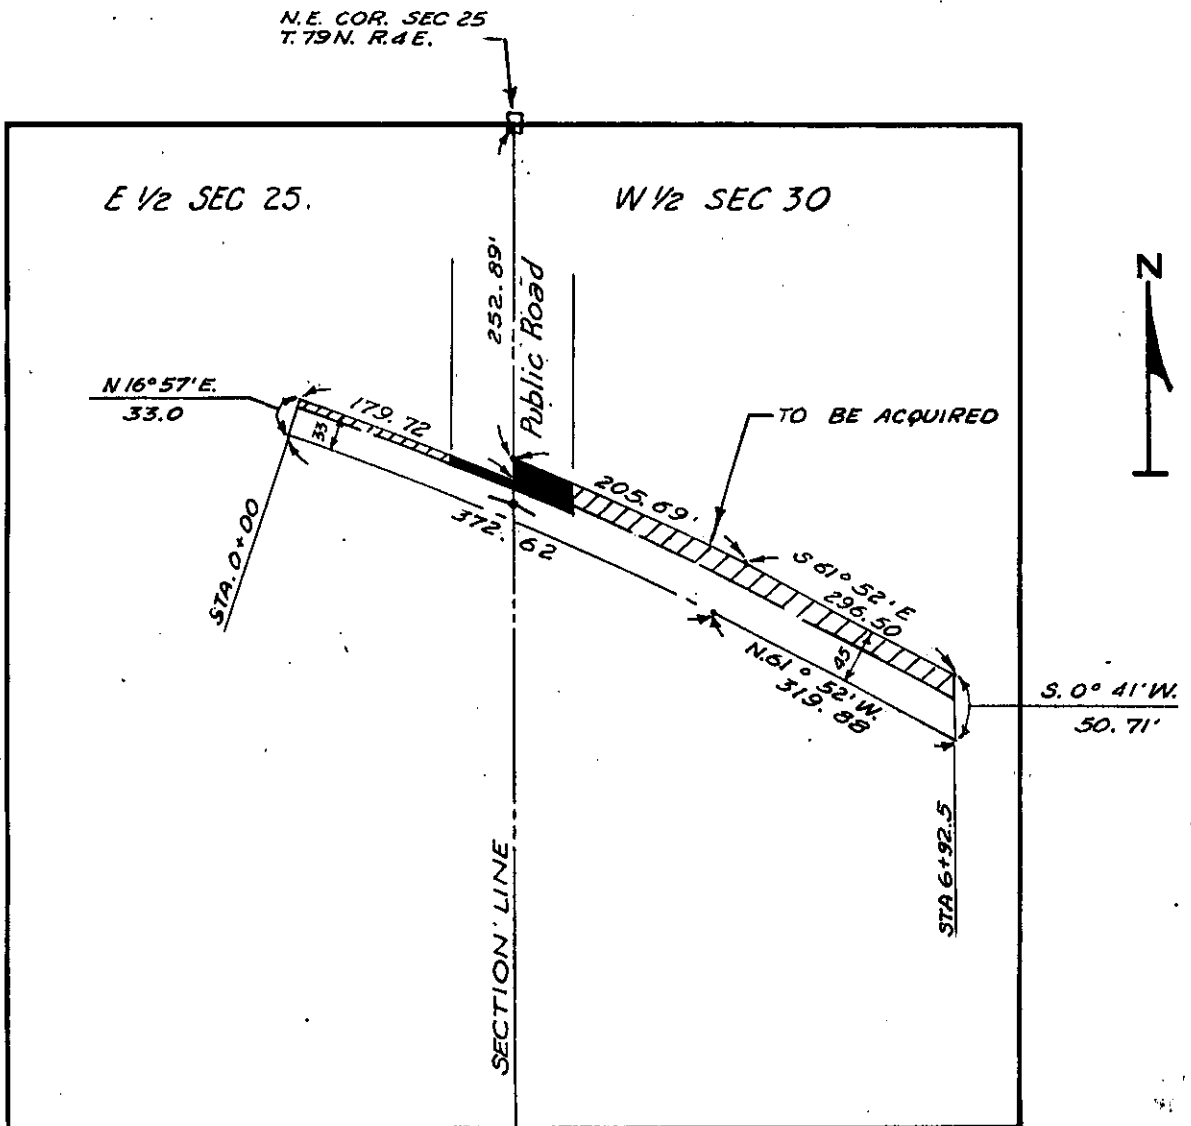 N.E. COR. SEC 25
T. 79 N. R. 4 E.
E 1/2 SEC 25.
W 1/2 SEC 30
252.89'
Public Road
N
N 16° 57' E.
33.0
179.72
33
TO BE ACQUIRED
205.69'
372.62
STA. 0+00
S 61° 52' E
296.50
45
N. 61° 52' W.
319.88
S. 0° 41' W.
50.71'
STA 6+92.5
SECTION LINE